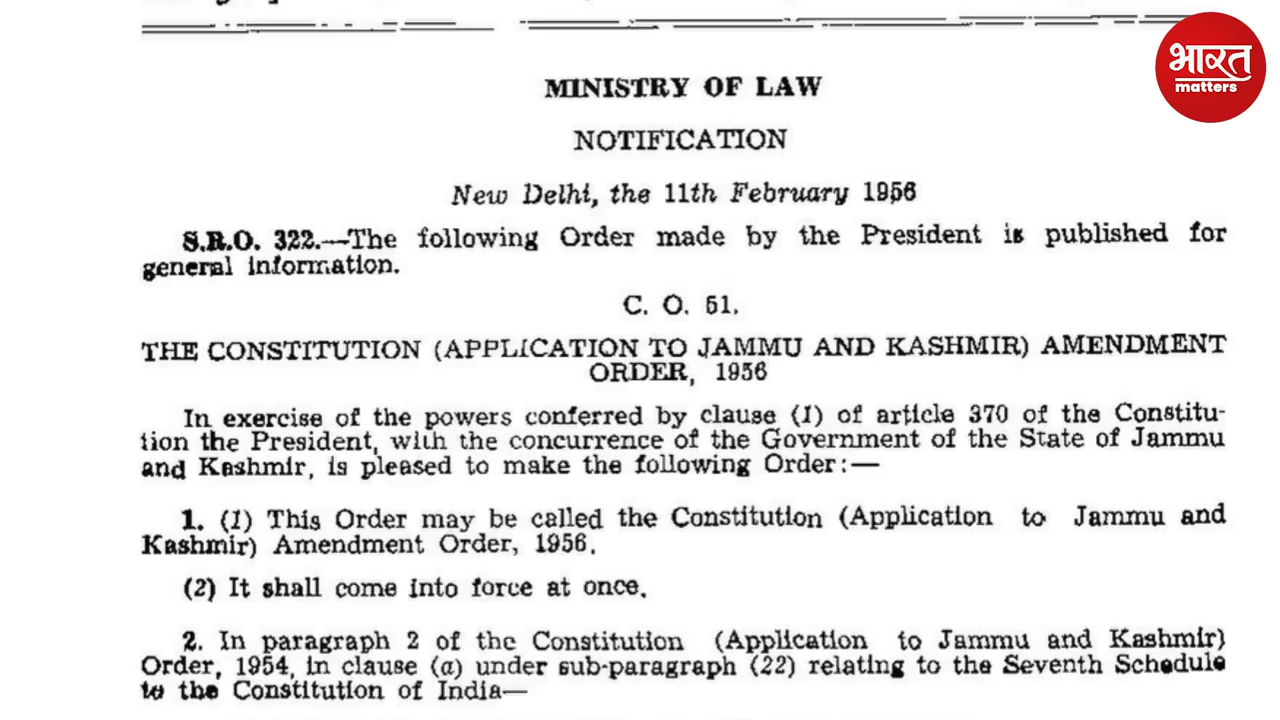 भारत
matters
MINISTRY OF LAW
NOTIFICATION
New Delhi, the 11th February 1956
S.R.O. 322.—The following Order made by the President is published for
general information.
C. O. 51.
THE CONSTITUTION (APPLICATION TO JAMMU AND KASHMIR) AMENDMENT
ORDER, 1956
In exercise of the powers conferred by clause (1) of article 370 of the Constitu-
tion the President, with the concurrence of the Government of the State of Jammu
and Kashmir, is pleased to make the following Order:—
1. (1) This Order may be called the Constitution (Application to Jammu and
Kashmir) Amendment Order, 1956.
(2) It shall come into force at once.
2. In paragraph 2 of the Constitution (Application to Jammu and Kashmir)
Order, 1954, in clause (a) under sub-paragraph (22) relating to the Seventh Schedule
to the Constitution of India—